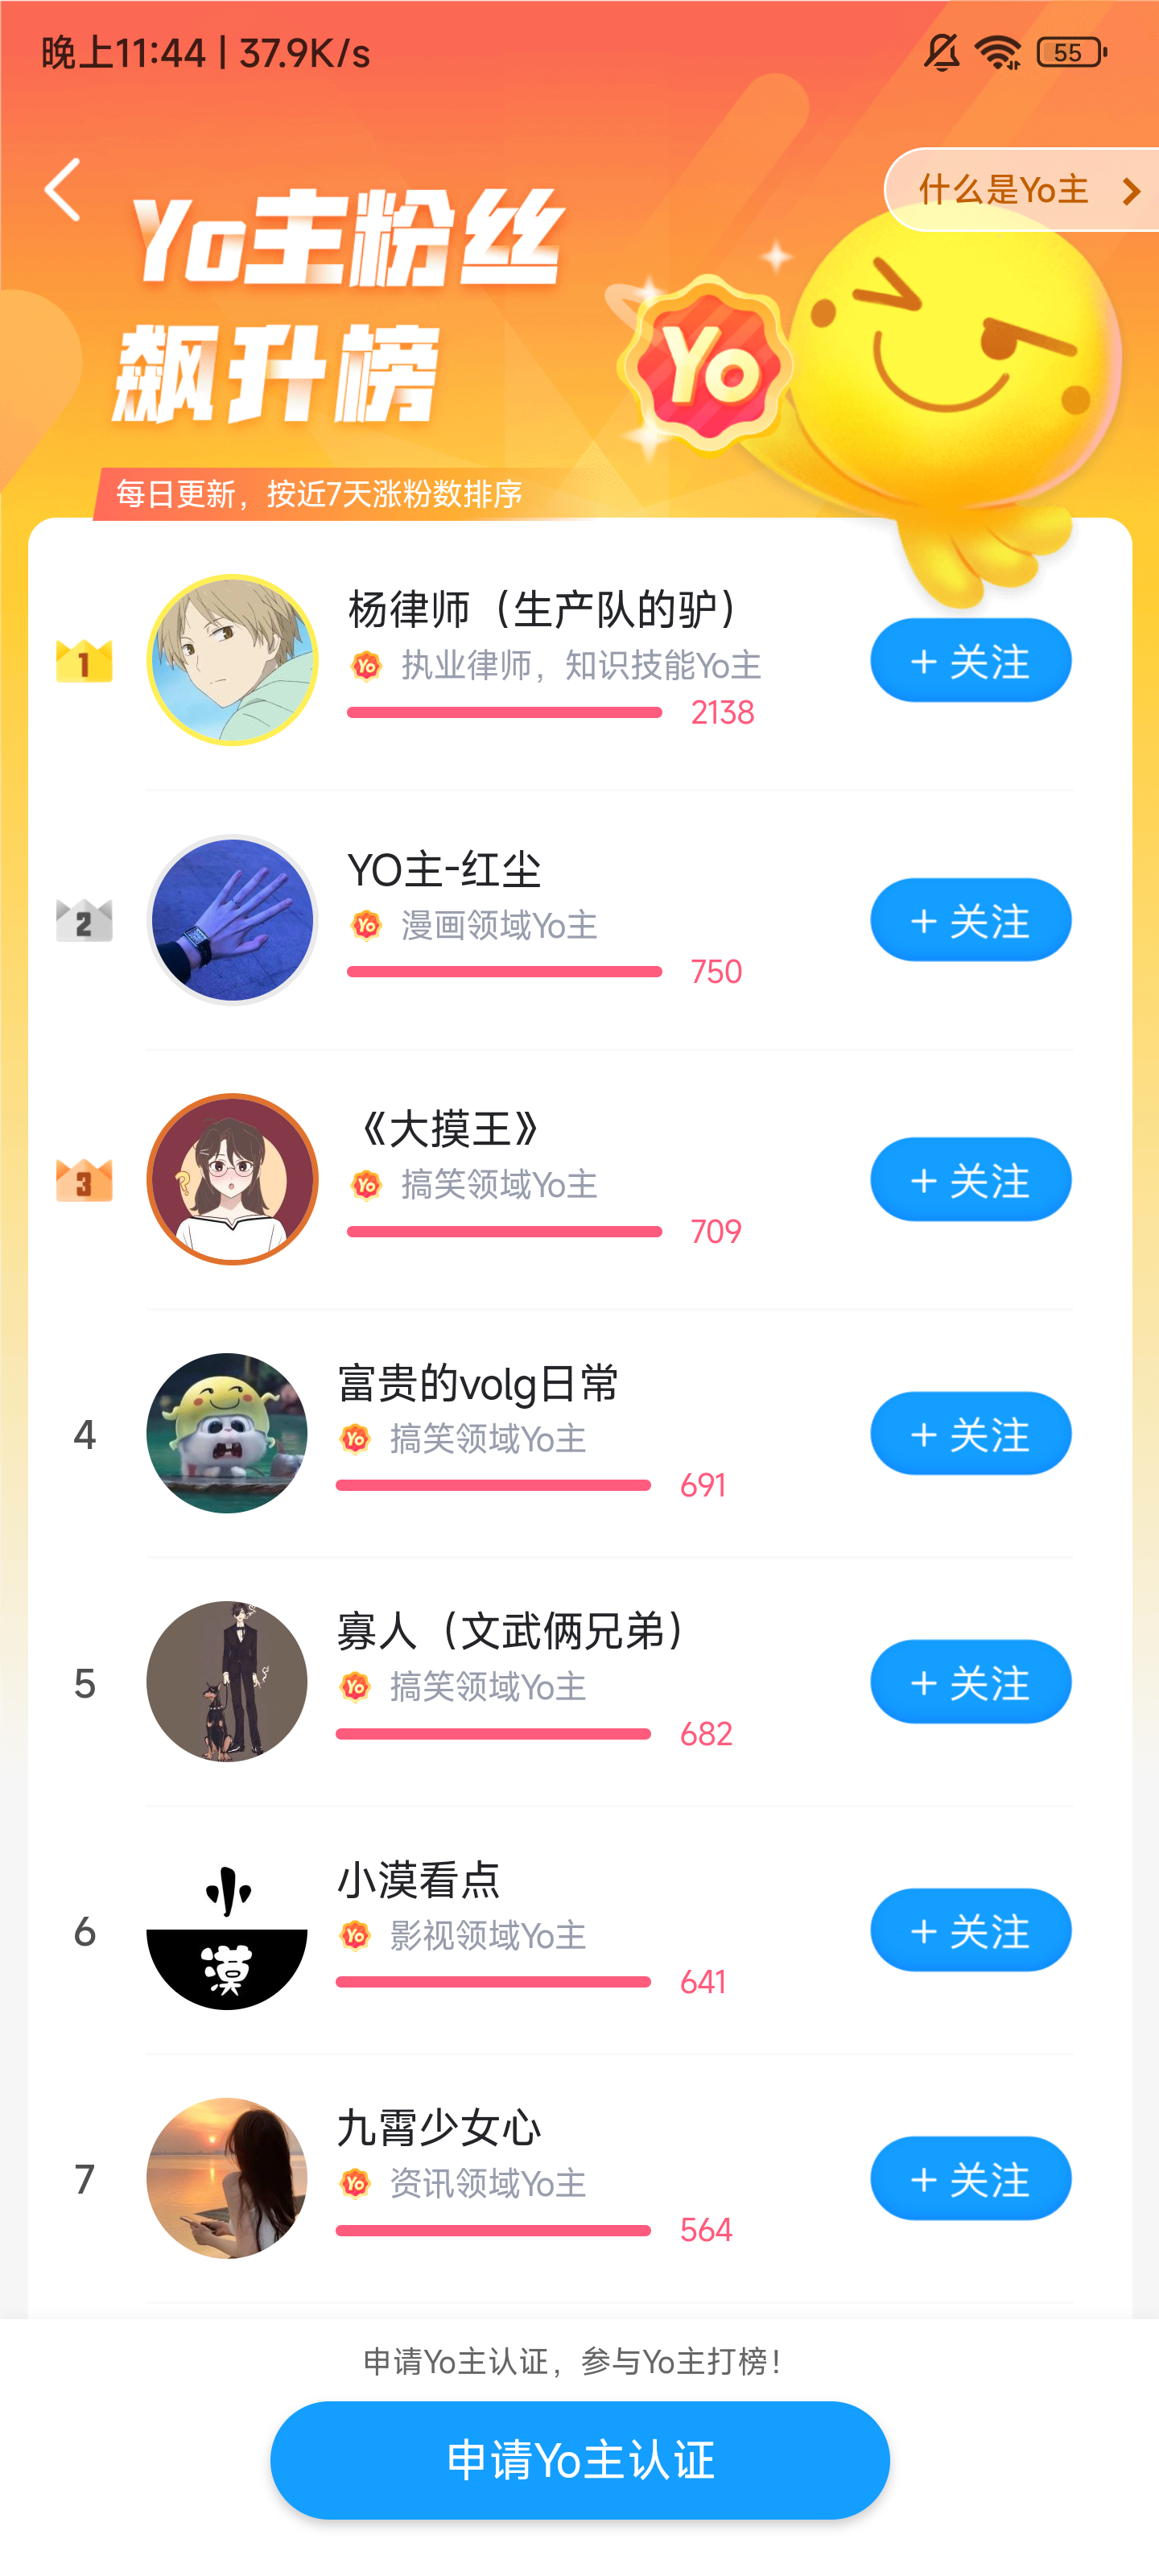 晚上11:44 | 37.9K/s
55
什么是Yo主
Yo主粉丝
飙升榜
Yo
每日更新，按近7天涨粉数排序
1
杨律师（生产队的驴）
Yo 执业律师，知识技能Yo主
2138
+ 关注
2
YO主-红尘
Yo 漫画领域Yo主
750
+ 关注
3
《大摸王》
Yo 搞笑领域Yo主
709
+ 关注
4
富贵的volg日常
Yo 搞笑领域Yo主
691
+ 关注
5
寡人（文武俩兄弟）
Yo 搞笑领域Yo主
682
+ 关注
6
小
漠
小漠看点
Yo 影视领域Yo主
641
+ 关注
7
九霄少女心
Yo 资讯领域Yo主
564
+ 关注
申请Yo主认证，参与Yo主打榜！
申请Yo主认证